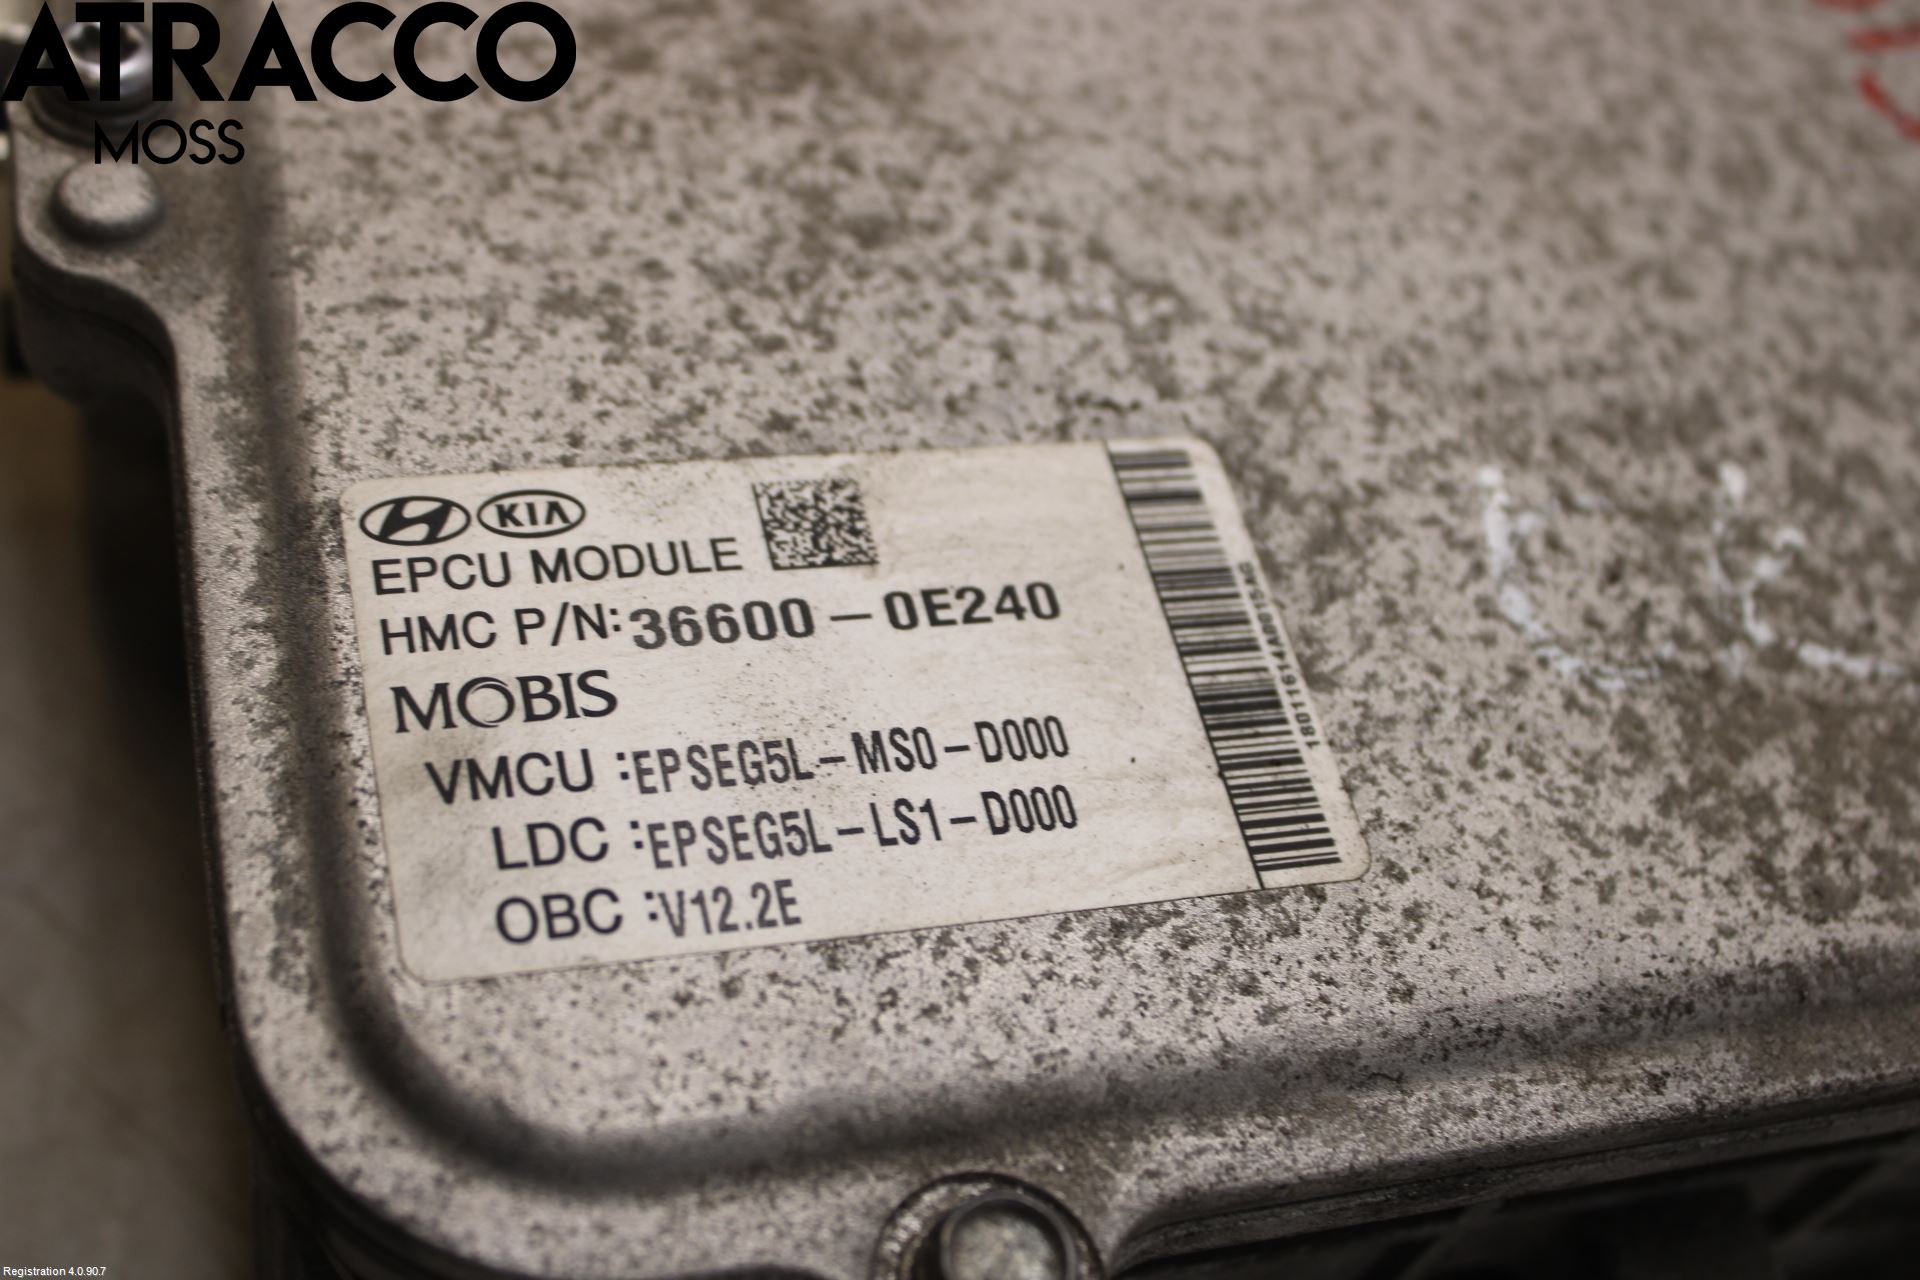 ATRACCO
MOSS
KIA
EPCU MODULE
HMC P/N: 36600-0E240
MOBIS
VMCU :EPSEG5L-MS0-D000
LDC :EPSEG5L-LS1-D000
OBC :V12.2E
Registration 4.0.90.7